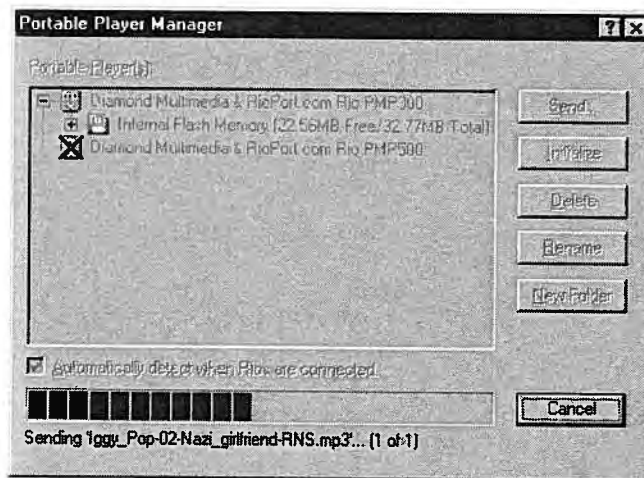 Portable Player Manager
Portable Player(s):
Diamond Multimedia & RioPort.com Rio PMP300
Internal Flash Memory (22.56MB Free/32.77MB Total)
Diamond Multimedia & RioPort.com Rio PMP500
Send...
Initialize
Delete
Rename
New Folder
Automatically detect when Rios are connected.
Cancel
Sending 'Iggy_Pop-02-Nazi_girlfriend-RNS.mp3'... (1 of 1)